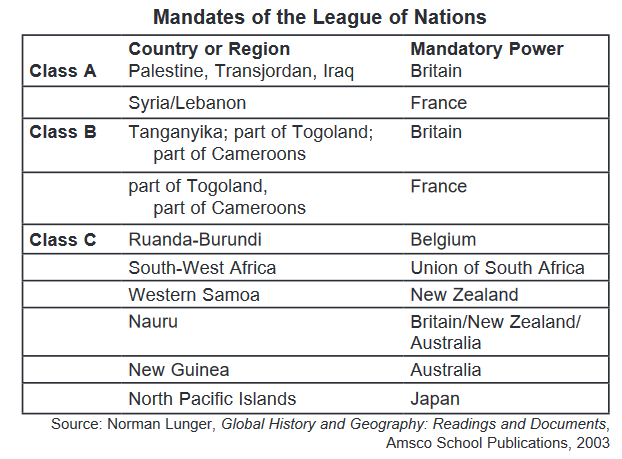 Mandates of the League of Nations
Country or Region Mandatory Power
Class A Palestine, Transjordan, Iraq Britain
Syria/Lebanon France
Class B Tanganyika; part of Togoland; Britain
part of Cameroons
part of Togoland, France
part of Cameroons
Class C Ruanda-Burundi Belgium
South-West Africa Union of South Africa
Western Samoa New Zealand
Nauru Britain/New Zealand/
Australia
New Guinea Australia
North Pacific Islands Japan
Source: Norman Lunger, Global History and Geography: Readings and Documents,
Amsco School Publications, 2003